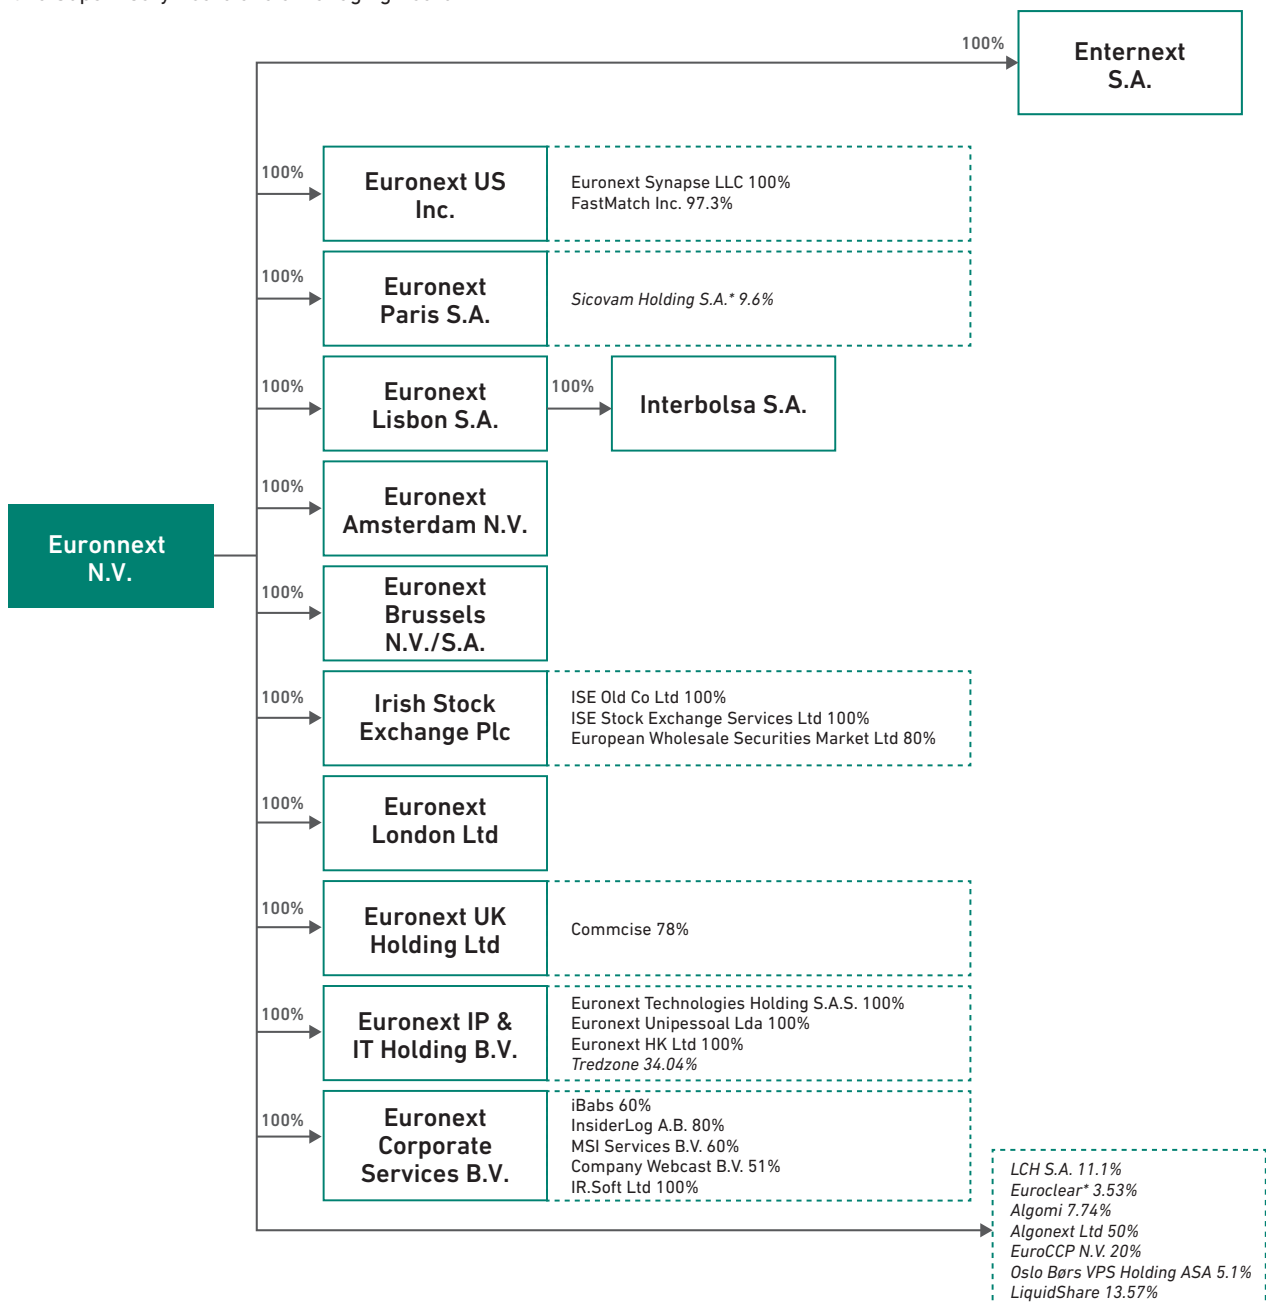 100%
Enternext
S.A.
100%
Euronext US
Inc.
Euronext Synapse LLC 100%
FastMatch Inc. 97.3%
100%
Euronext
Paris S.A.
Sicovam Holding S.A.* 9.6%
100%
Euronext
Lisbon S.A.
100%
Interbolsa S.A.
100%
Euronext
Amsterdam N.V.
Euronnext
N.V.
100%
Euronext
Brussels
N.V./S.A.
100%
Irish Stock
Exchange Plc
ISE Old Co Ltd 100%
ISE Stock Exchange Services Ltd 100%
European Wholesale Securities Market Ltd 80%
100%
Euronext
London Ltd
100%
Euronext UK
Holding Ltd
Commcise 78%
100%
Euronext IP &
IT Holding B.V.
Euronext Technologies Holding S.A.S. 100%
Euronext Unipessoal Lda 100%
Euronext HK Ltd 100%
Tredzone 34.04%
100%
Euronext
Corporate
Services B.V.
iBabs 60%
InsiderLog A.B. 80%
MSI Services B.V. 60%
Company Webcast B.V. 51%
IR.Soft Ltd 100%
LCH S.A. 11.1%
Euroclear* 3.53%
Algomi 7.74%
Algonext Ltd 50%
EuroCCP N.V. 20%
Oslo Børs VPS Holding ASA 5.1%
LiquidShare 13.57%